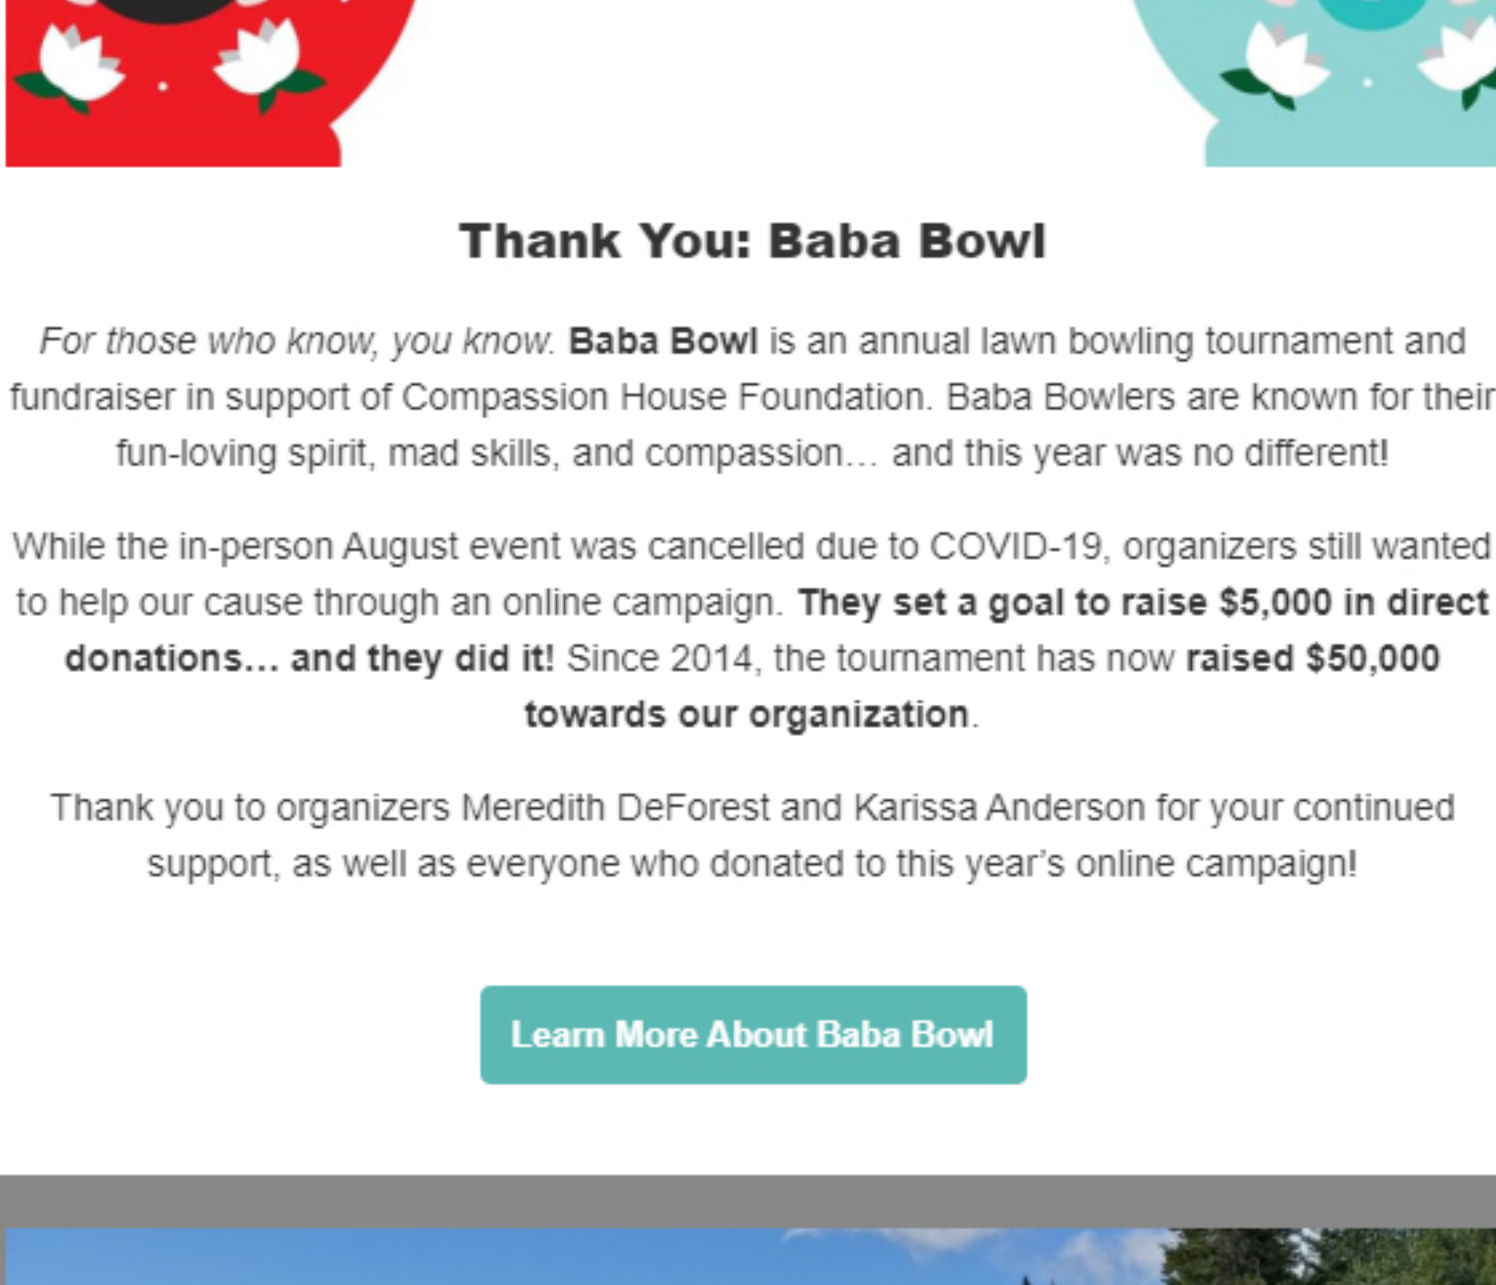 Thank You: Baba Bowl
For those who know, you know. Baba Bowl is an annual lawn bowling tournament and
fundraiser in support of Compassion House Foundation. Baba Bowlers are known for their
fun-loving spirit, mad skills, and compassion… and this year was no different!
While the in-person August event was cancelled due to COVID-19, organizers still wanted
to help our cause through an online campaign. They set a goal to raise $5,000 in direct
donations… and they did it! Since 2014, the tournament has now raised $50,000
towards our organization.
Thank you to organizers Meredith DeForest and Karissa Anderson for your continued
support, as well as everyone who donated to this year’s online campaign!
Learn More About Baba Bowl